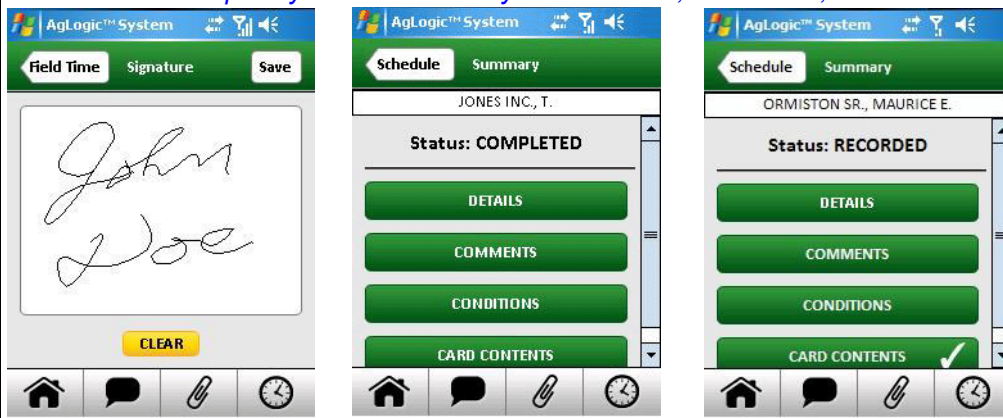 AgLogic™ System
Field Time Signature Save
John
Doe
CLEAR
AgLogic™ System
Schedule Summary
JONES INC., T.
Status: COMPLETED
DETAILS
COMMENTS
CONDITIONS
CARD CONTENTS
AgLogic™ System
Schedule Summary
ORMISTON SR., MAURICE E.
Status: RECORDED
DETAILS
COMMENTS
CONDITIONS
CARD CONTENTS